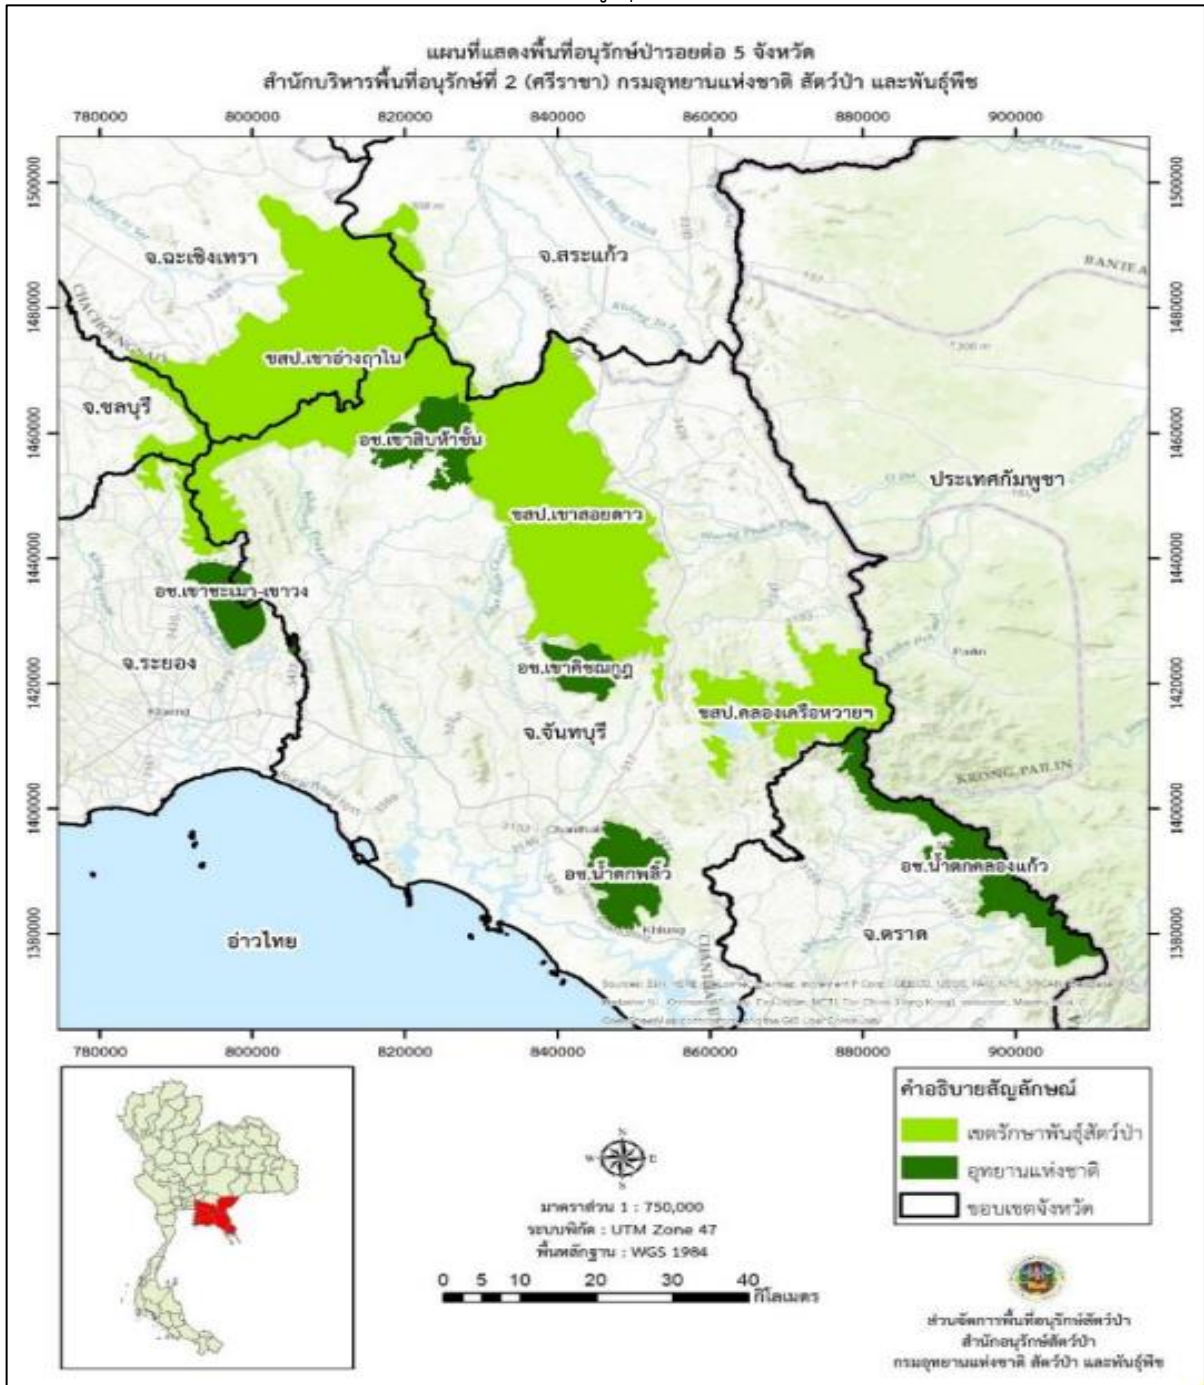 แผนที่แสดงพื้นที่อนุรักษ์ป่ารอยต่อ 5 จังหวัด
สำนักบริหารพื้นที่อนุรักษ์ที่ 2 (ศรีราชา) กรมอุทยานแห่งชาติ สัตว์ป่า และพันธุ์พืช
780000 800000 820000 840000 860000 880000 900000
1500000 1500000
จ.ฉะเชิงเทรา
จ.สระแก้ว
BANTEA
1480000 1480000
CHACHOENGSAO
ขสป.เขาอ่างฤาไน
จ.ชลบุรี
1460000 1460000
อช.เขาสิบห้าชั้น
ประเทศกัมพูชา
ขสป.เขาสอยดาว
1440000 1440000
อช.เขาชะเมา-เขาวง
จ.ระยอง
Pailin
อช.เขาคิชฌกูฏ
1420000 1420000
ขสป.คลองเครือหวายฯ
Klaeng
จ.จันทบุรี
KRONG PAILIN
1400000 1400000
อช.น้ำตกพลิ้ว
อช.น้ำตกคลองแก้ว
Khlung
จ.ตราด
1380000 1380000
อ่าวไทย
780000 800000 820000 840000 860000 880000 900000
คำอธิบายสัญลักษณ์
เขตรักษาพันธุ์สัตว์ป่า
อุทยานแห่งชาติ
ขอบเขตจังหวัด
N
W E
S
มาตราส่วน 1 : 750,000
ระบบพิกัด : UTM Zone 47
พื้นหลักฐาน : WGS 1984
0 5 10 20 30 40
กิโลเมตร
ส่วนจัดการพื้นที่อนุรักษ์สัตว์ป่า
สำนักอนุรักษ์สัตว์ป่า
กรมอุทยานแห่งชาติ สัตว์ป่า และพันธุ์พืช